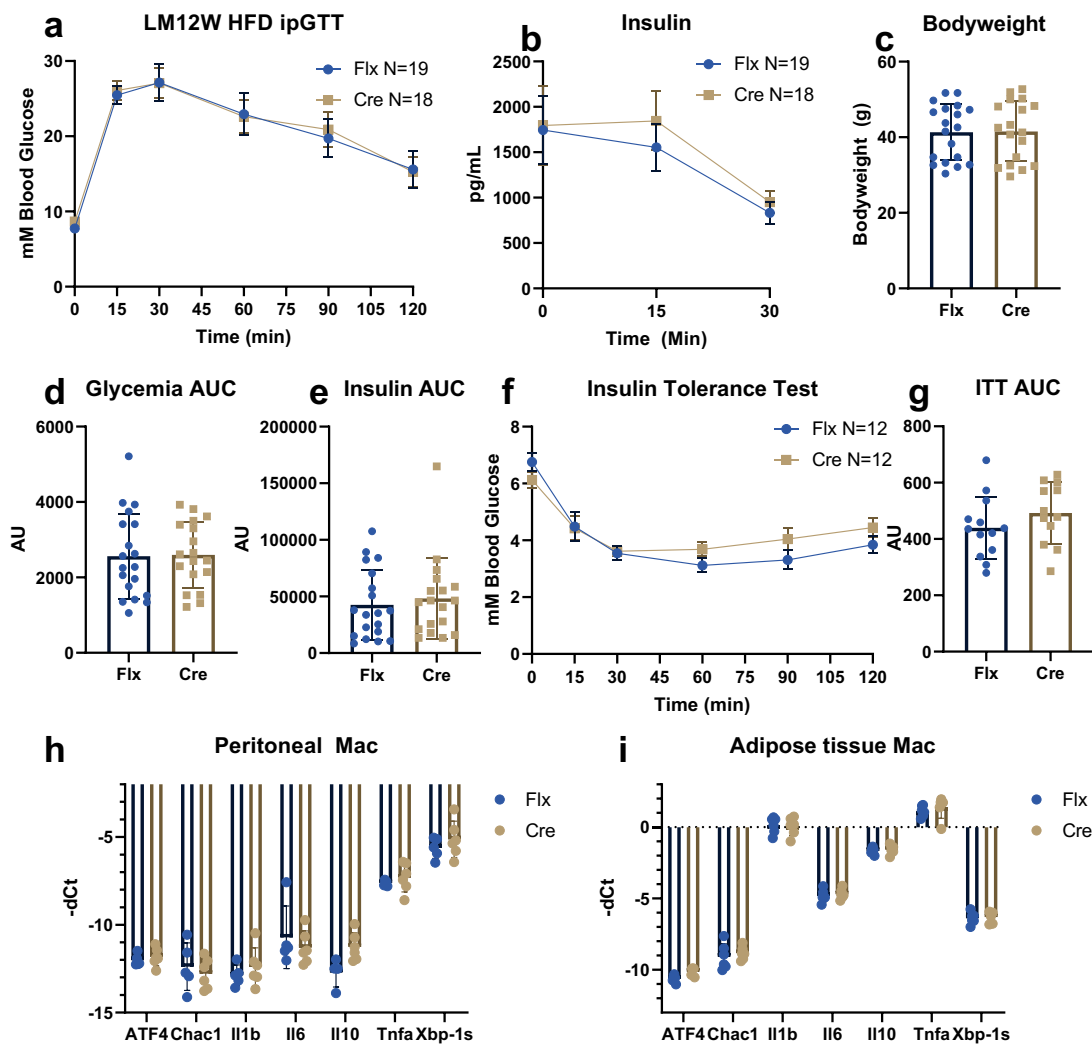 a
LM12W HFD ipGTT
mM Blood Glucose
30
20
10
0
0 15 30 45 60 75 90 105 120
Time (min)
Flx N=19
Cre N=18
b
Insulin
pg/mL
2500
2000
1500
1000
500
0
0 15 30
Time (Min)
Flx N=19
Cre N=18
c
Bodyweight
Bodyweight (g)
60
40
20
0
Flx Cre
d
Glycemia AUC
AU
6000
4000
2000
0
Flx Cre
e
Insulin AUC
AU
200000
150000
100000
50000
0
Flx Cre
f
Insulin Tolerance Test
mM Blood Glucose
8
6
4
2
0
0 15 30 45 60 75 90 105 120
Time (min)
Flx N=12
Cre N=12
g
ITT AUC
AU
800
600
400
200
0
Flx Cre
h
Peritoneal Mac
-dCt
-5
-10
-15
ATF4 Chac1 Il1b Il6 Il10 Tnfa Xbp-1s
Flx
Cre
i
Adipose tissue Mac
-dCt
0
-5
-10
ATF4 Chac1 Il1b Il6 Il10 Tnfa Xbp-1s
Flx
Cre